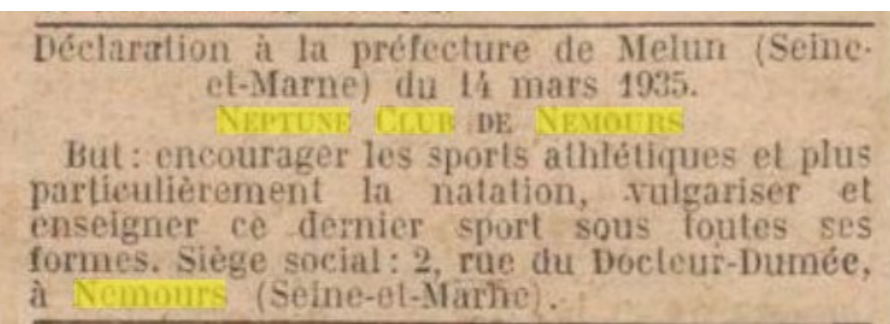 Déclaration à la préfecture de Melun (Seine-
et-Marne) du 14 mars 1935.
NEPTUNE CLUB DE NEMOURS
But : encourager les sports athlétiques et plus
particulièrement la natation, vulgariser et
enseigner ce dernier sport sous toutes ses
formes. Siège social : 2, rue du Docteur-Dumée,
à Nemours (Seine-et-Marne).